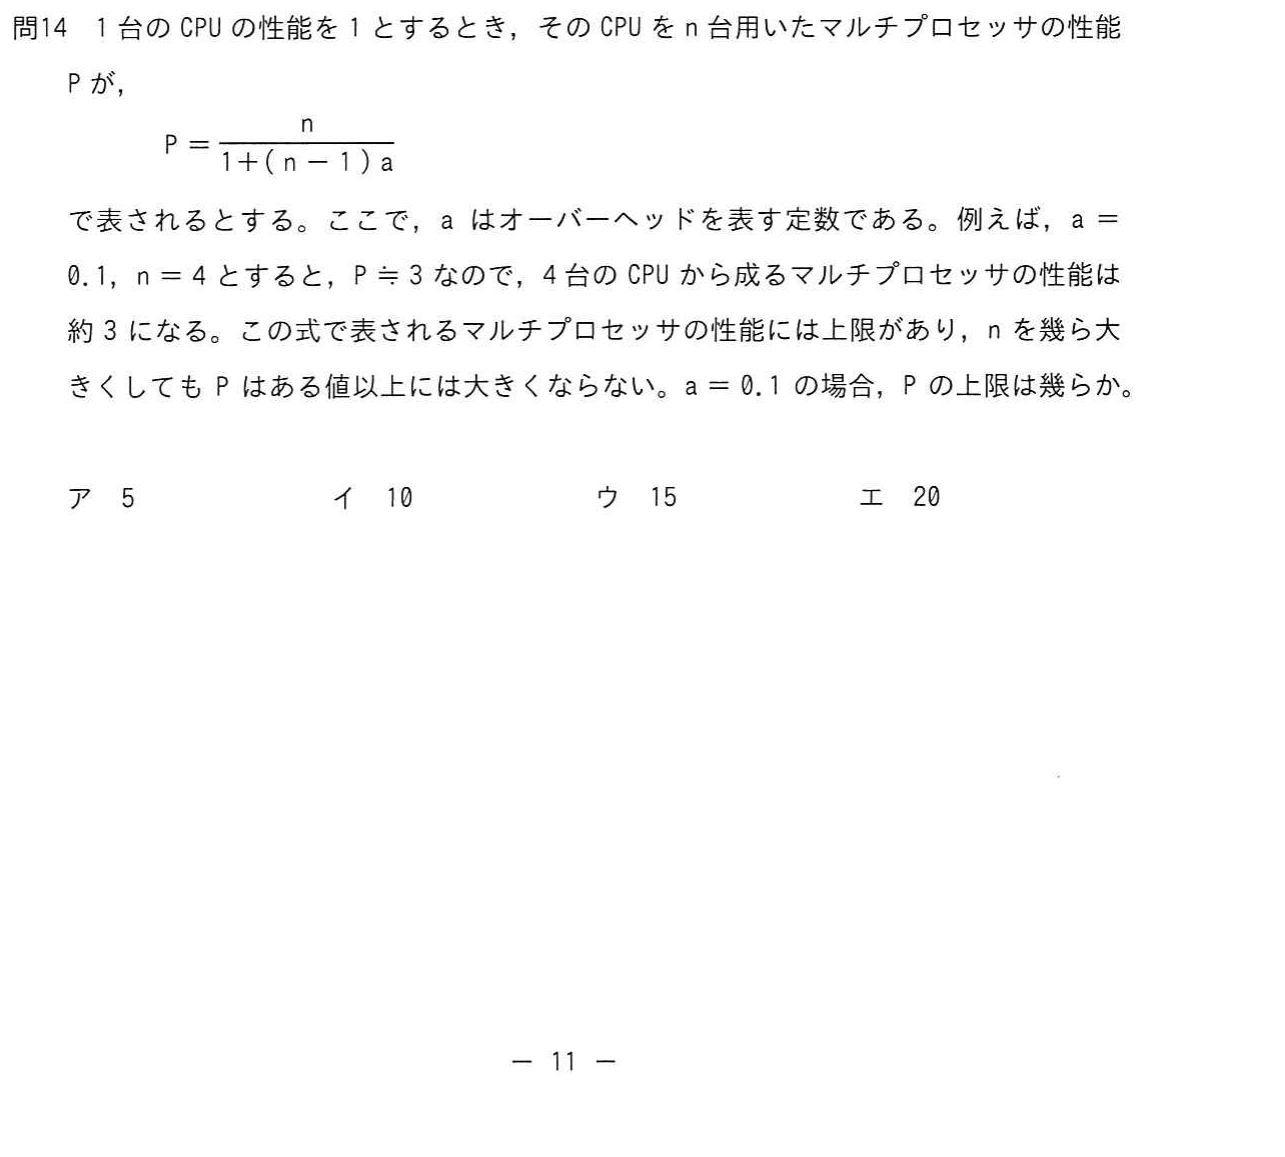 問14 1台のCPUの性能を1とするとき，そのCPUをn台用いたマルチプロセッサの性能
Pが，
P＝n/1＋(n－1)a
で表されるとする。ここで，aはオーバーヘッドを表す定数である。例えば，a＝
0.1，n＝4とすると，P≒3なので，4台のCPUから成るマルチプロセッサの性能は
約3になる。この式で表されるマルチプロセッサの性能には上限があり，nを幾ら大
きくしてもPはある値以上には大きくならない。a＝0.1の場合，Pの上限は幾らか。
ア 5 イ 10 ウ 15 エ 20
－ 11 －